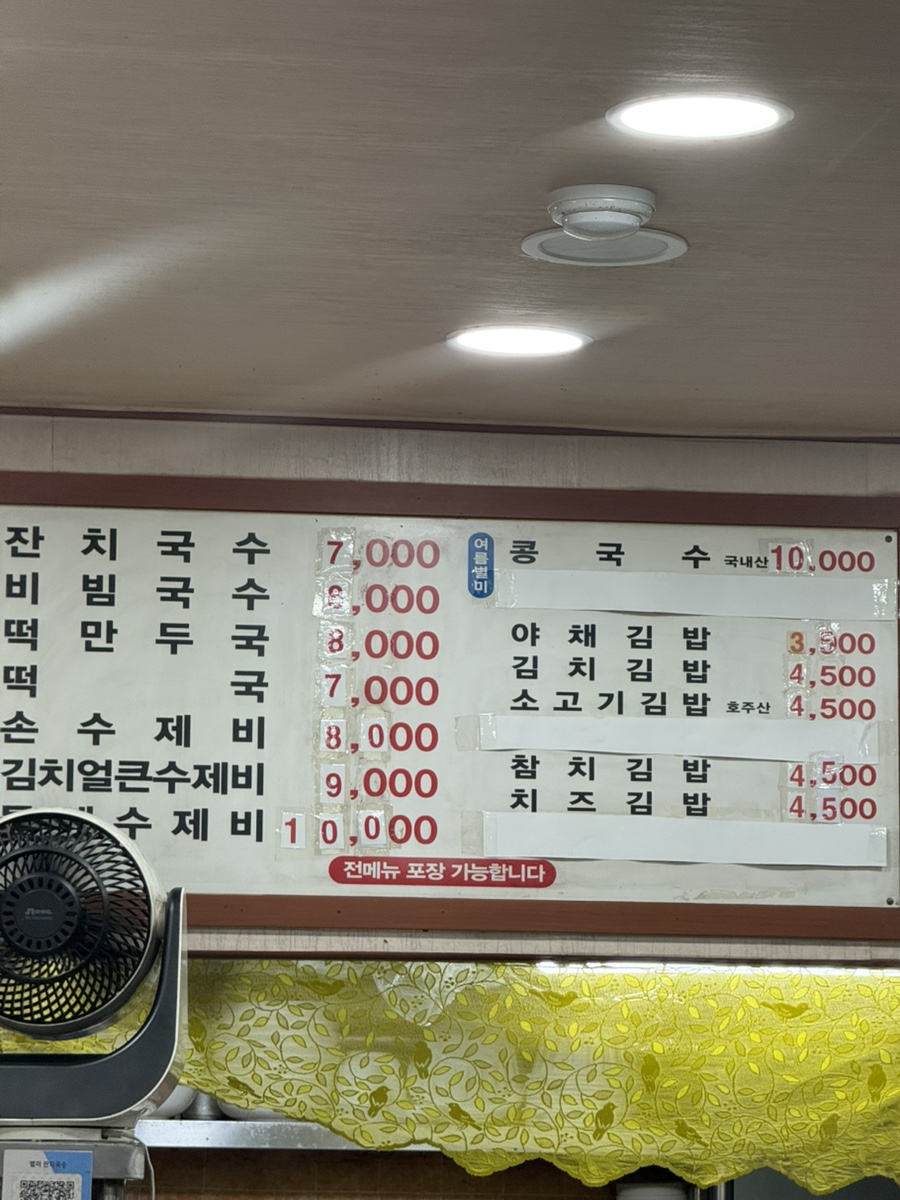 잔치국수 7,000
비빔국수 8,000
떡만두국 8,000
떡국 7,000
손수제비 8,000
김치얼큰수제비 9,000
수제비 10,000
여름별미 콩국수 국내산 10,000
야채김밥 3,500
김치김밥 4,500
소고기김밥 호주산 4,500
참치김밥 4,500
치즈김밥 4,500
전메뉴 포장 가능합니다